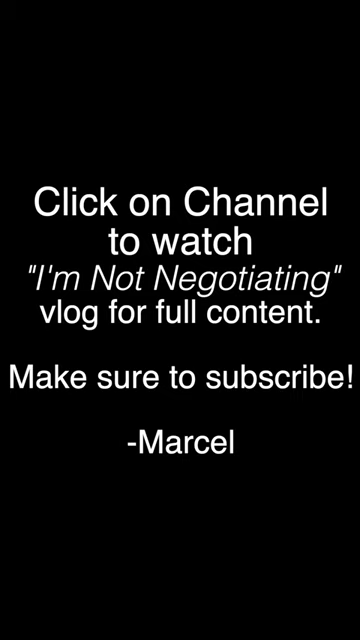 Click on Channel
to watch
"I'm Not Negotiating"
vlog for full content.
Make sure to subscribe!
-Marcel